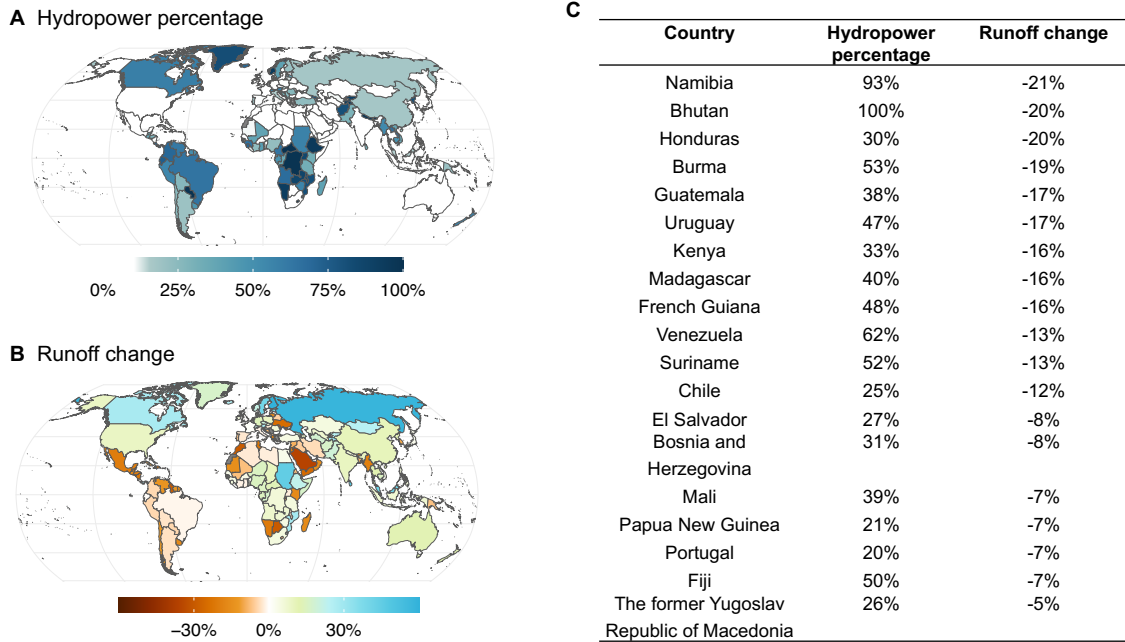 A Hydropower percentage
0% 25% 50% 75% 100%
B Runoff change
−30% 0% 30%
C
Country Hydropower percentage Runoff change
Namibia 93% -21%
Bhutan 100% -20%
Honduras 30% -20%
Burma 53% -19%
Guatemala 38% -17%
Uruguay 47% -17%
Kenya 33% -16%
Madagascar 40% -16%
French Guiana 48% -16%
Venezuela 62% -13%
Suriname 52% -13%
Chile 25% -12%
El Salvador 27% -8%
Bosnia and 31% -8%
Herzegovina
Mali 39% -7%
Papua New Guinea 21% -7%
Portugal 20% -7%
Fiji 50% -7%
The former Yugoslav 26% -5%
Republic of Macedonia